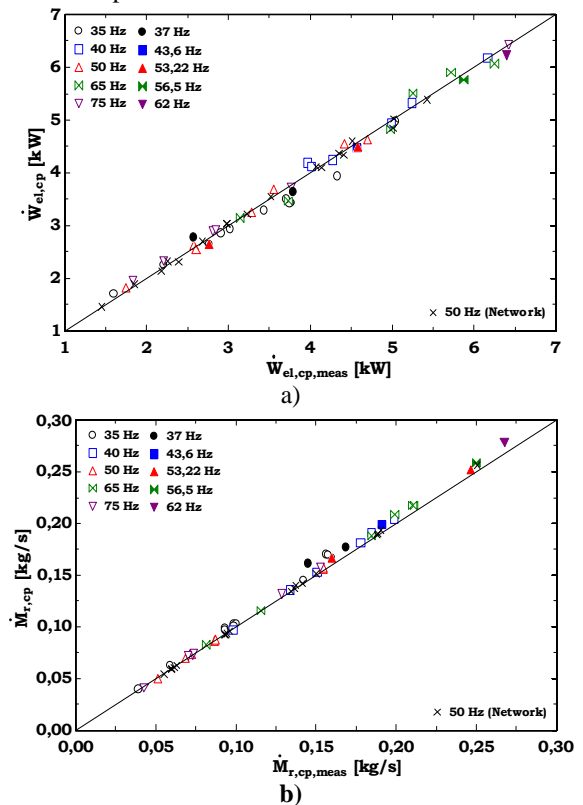 7
6
5
4
3
2
1
Ẇel,cp [kW]
35 Hz 37 Hz
40 Hz 43,6 Hz
50 Hz 53,22 Hz
65 Hz 56,5 Hz
75 Hz 62 Hz
50 Hz (Network)
1 2 3 4 5 6 7
Ẇel,cp,meas [kW]
a)
0,30
0,25
0,20
0,15
0,10
0,05
0,00
Ṁr,cp [kg/s]
35 Hz 37 Hz
40 Hz 43,6 Hz
50 Hz 53,22 Hz
65 Hz 56,5 Hz
75 Hz 62 Hz
50 Hz (Network)
0,00 0,05 0,10 0,15 0,20 0,25 0,30
Ṁr,cp,meas [kg/s]
b)